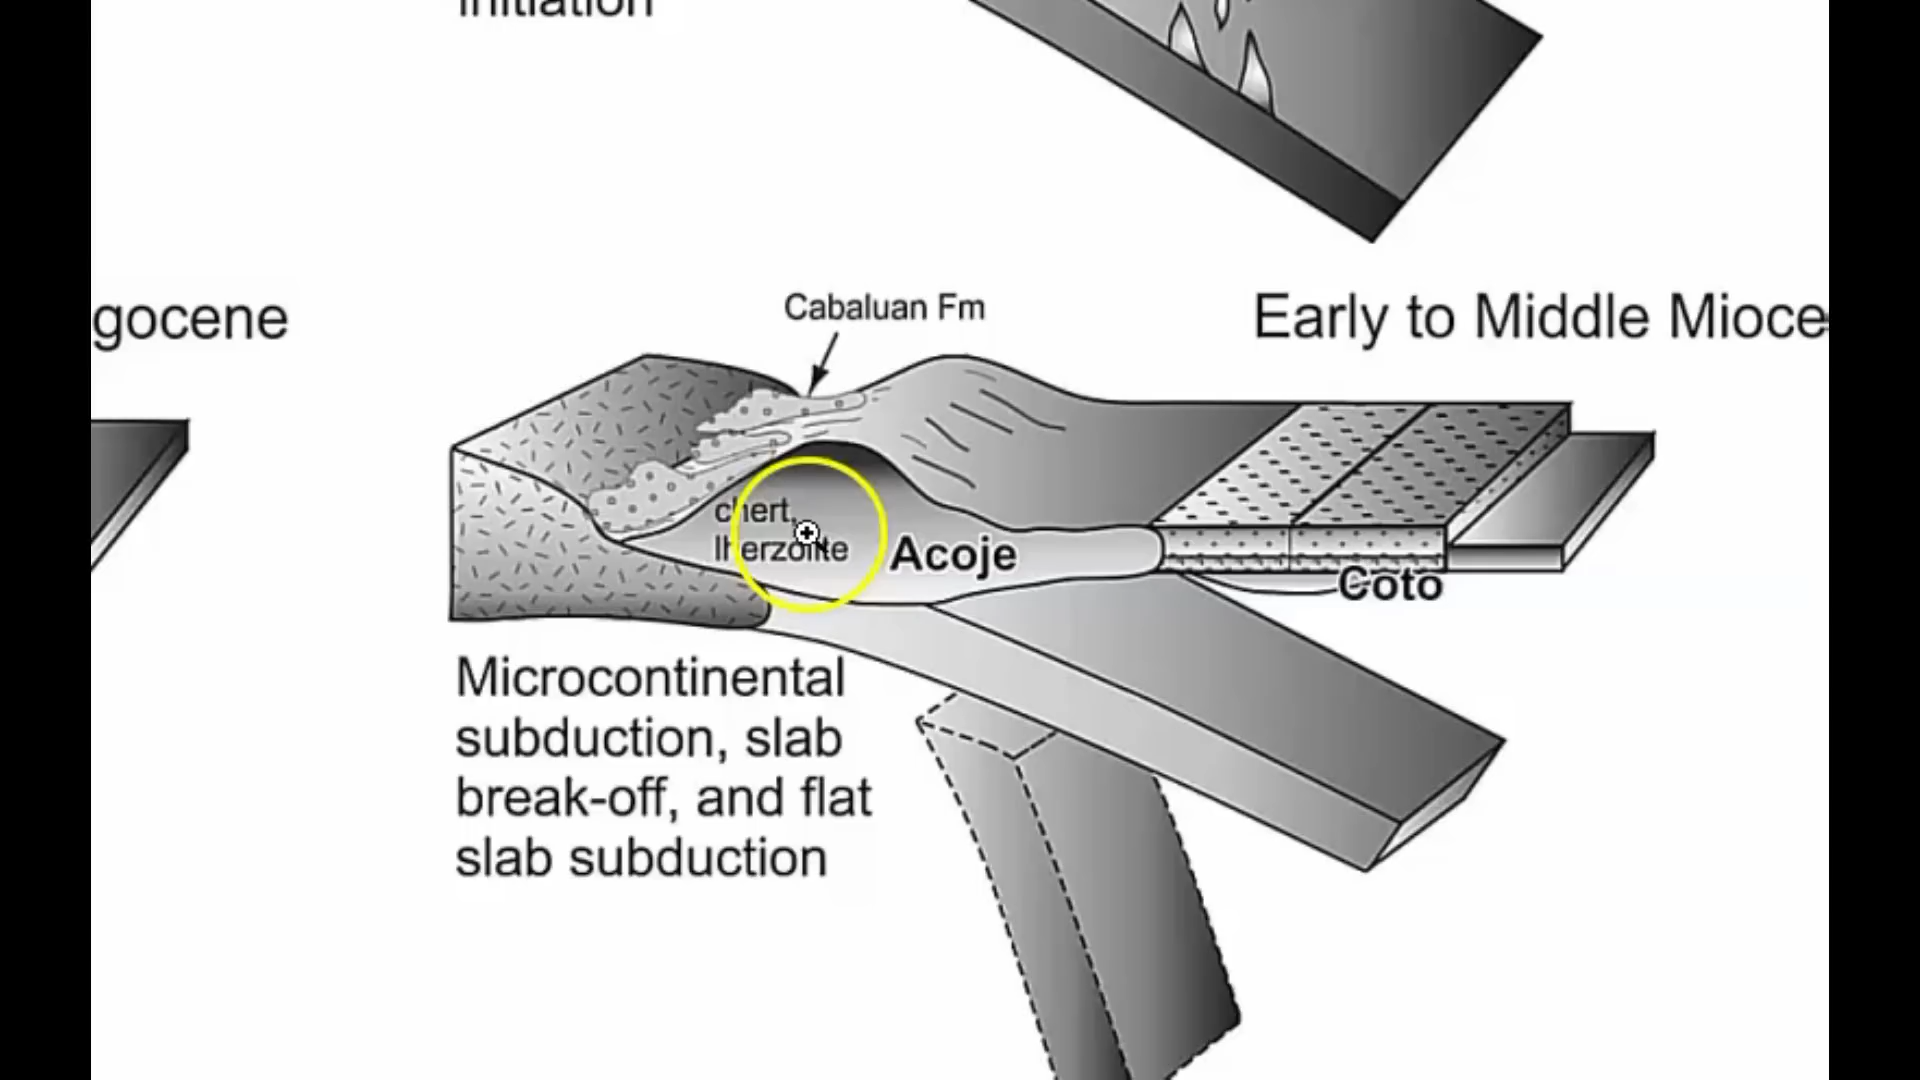 initiation
Cabaluan Fm
gocene
Early to Middle Mioce
chert,
lherzolite
Acoje
Coto
Microcontinental
subduction, slab
break-off, and flat
slab subduction